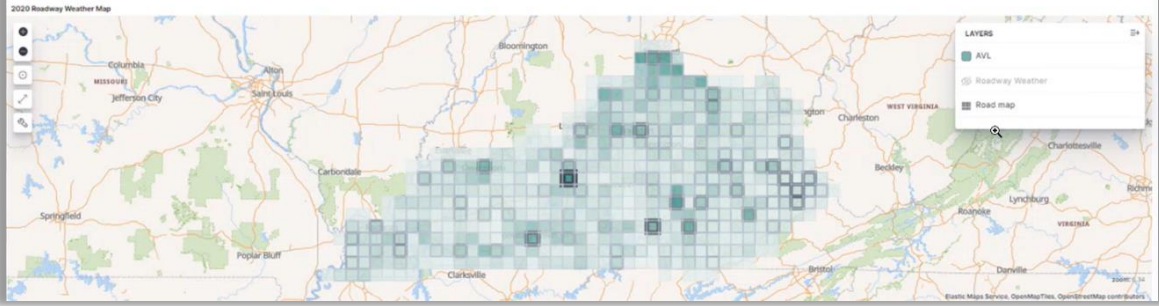 2020 Roadway Weather Map
LAYERS
AVL
Roadway Weather
Road map
Bloomington
Columbia
Alton
MISSOURI
Saint Louis
Jefferson City
WEST VIRGINIA
Charleston
Charlottesville
Carbondale
Beckley
Lynchburg
Springfield
Roanoke
VIRGINIA
Poplar Bluff
Clarksville
Bristol
Danville
Elastic Maps Service, OpenMapTiles, OpenStreetMap contributors